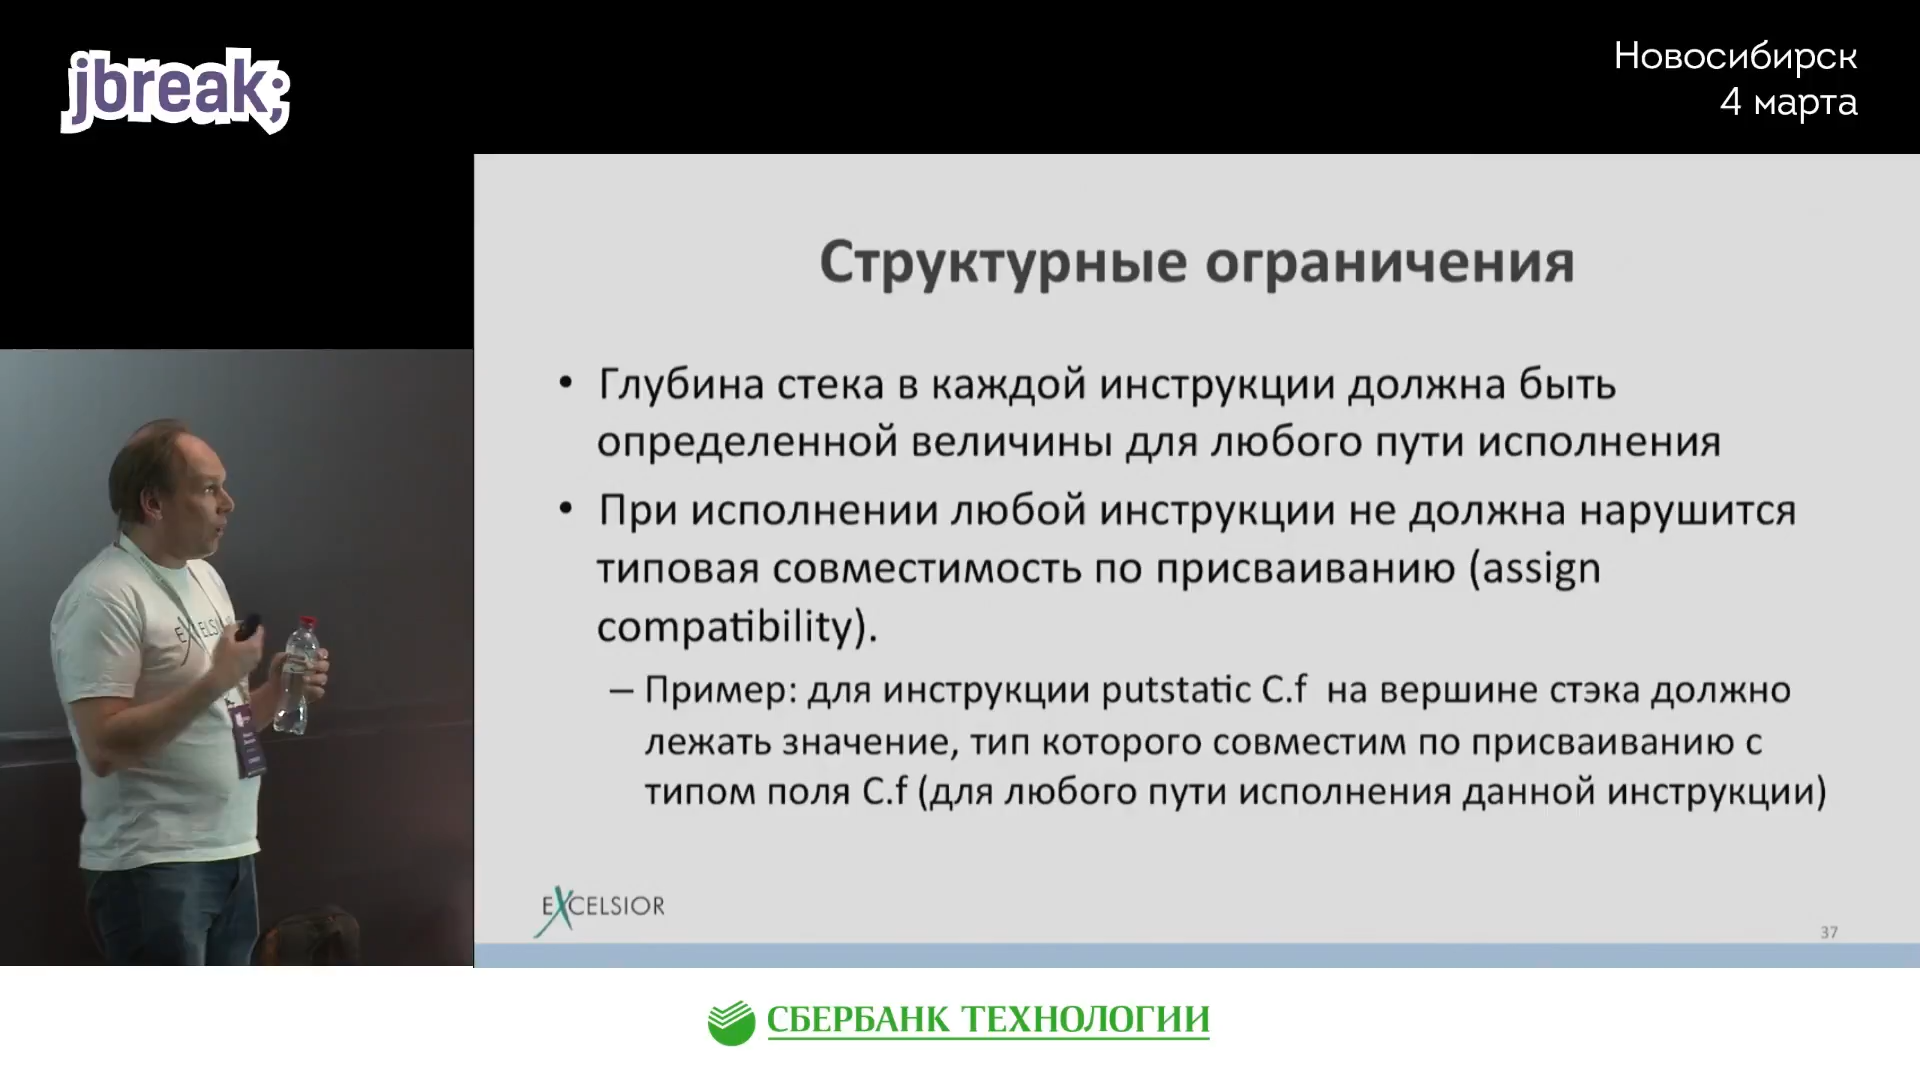 jbreak;
Новосибирск
4 марта
Структурные ограничения
• Глубина стека в каждой инструкции должна быть
определенной величины для любого пути исполнения
• При исполнении любой инструкции не должна нарушится
типовая совместимость по присваиванию (assign
compatibility).
– Пример: для инструкции putstatic C.f на вершине стэка должно
лежать значение, тип которого совместим по присваиванию с
типом поля C.f (для любого пути исполнения данной инструкции)
EXCELSIOR
37
СБЕРБАНК ТЕХНОЛОГИИ